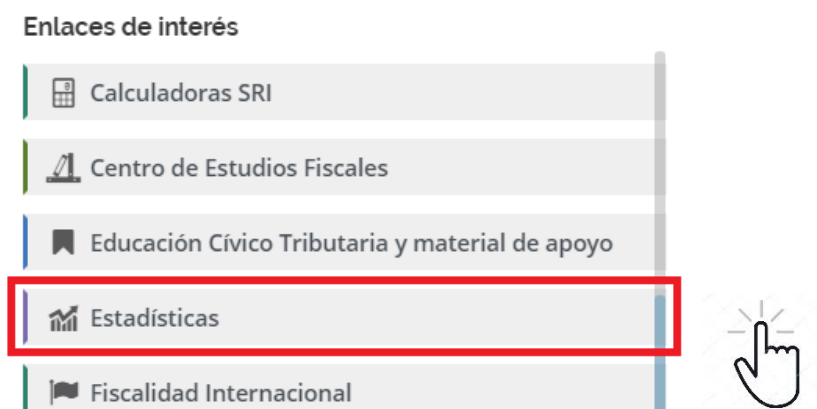 Enlaces de interés
Calculadoras SRI
Centro de Estudios Fiscales
Educación Cívico Tributaria y material de apoyo
Estadísticas
Fiscalidad Internacional